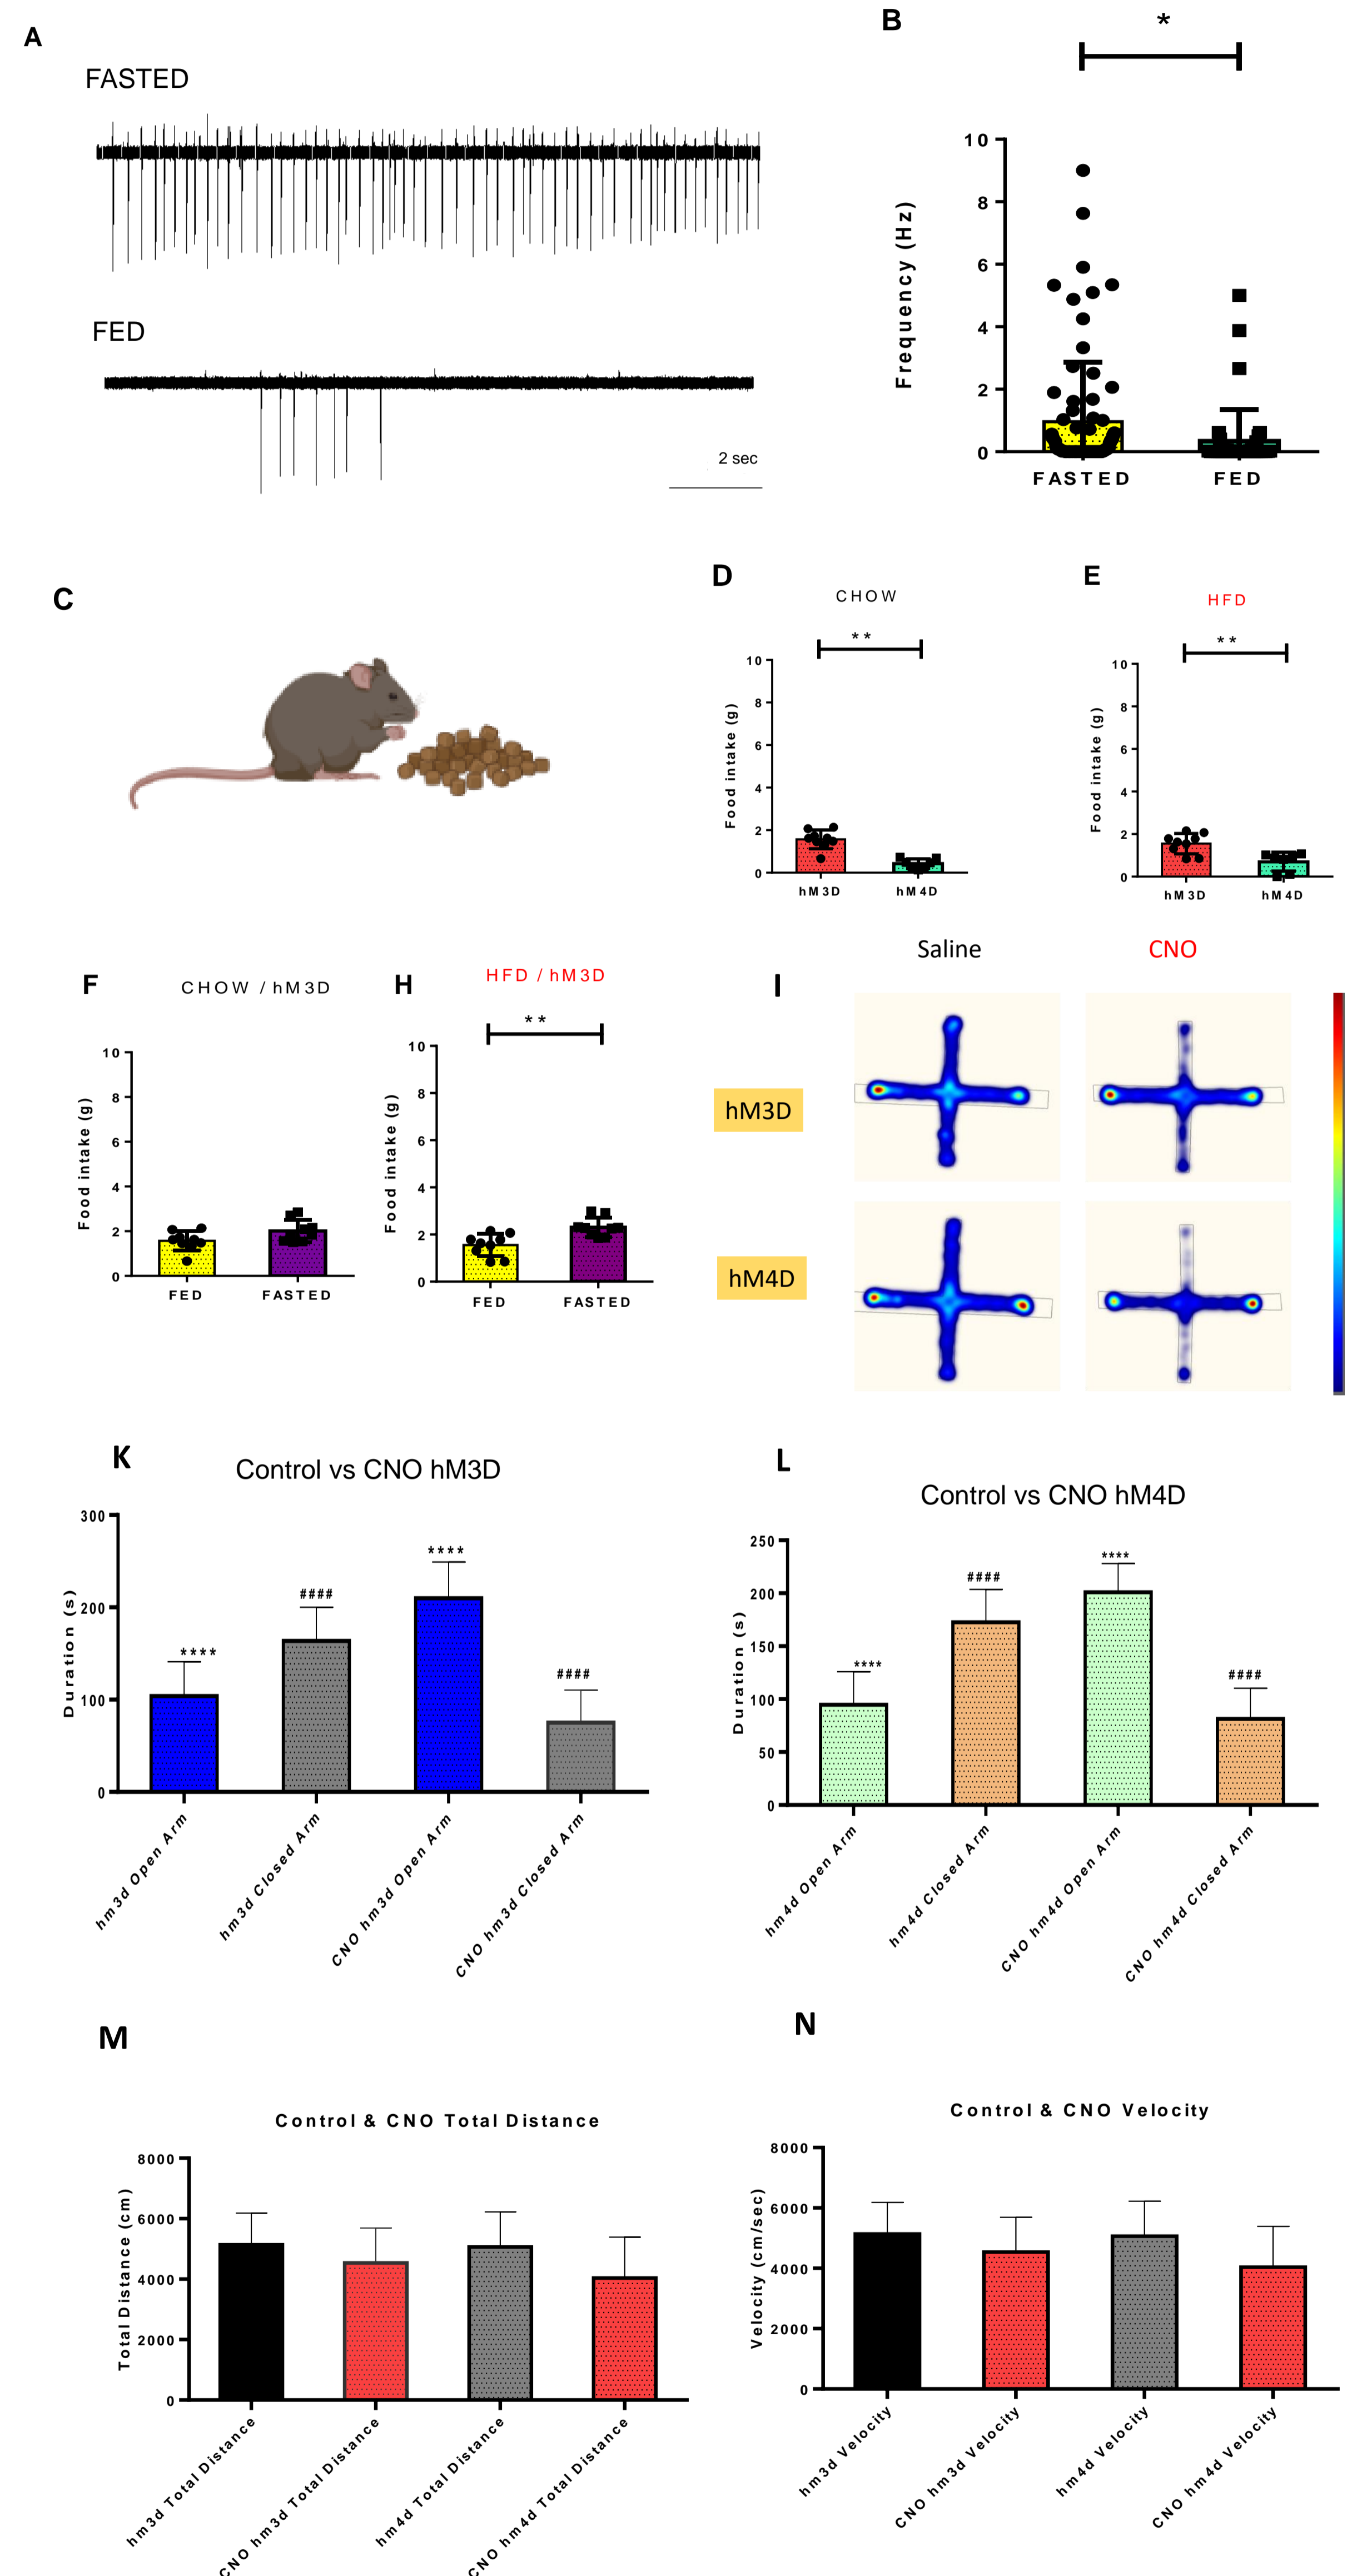 A
FASTED
FED
2 sec
B
*
Frequency (Hz)
10
8
6
4
2
0
FASTED
FED
C
D
CHOW
**
Food intake (g)
10
8
6
4
2
0
hM3D
hM4D
E
HFD
**
Food intake (g)
10
8
6
4
2
0
hM3D
hM4D
F
CHOW / hM3D
Food intake (g)
10
8
6
4
2
0
FED
FASTED
H
HFD / hM3D
**
Food intake (g)
10
8
6
4
2
0
FED
FASTED
I
Saline
CNO
hM3D
hM4D
K
Control vs CNO hM3D
Duration (s)
300
200
100
0
****
####
****
####
hm3d Open Arm
hm3d Closed Arm
CNO hm3d Open Arm
CNO hm3d Closed Arm
L
Control vs CNO hM4D
Duration (s)
250
200
150
100
50
0
****
####
****
####
hm4d Open Arm
hm4d Closed Arm
CNO hm4d Open Arm
CNO hm4d Closed Arm
M
Control & CNO Total Distance
Total Distance (cm)
8000
6000
4000
2000
0
hm3d Total Distance
CNO hm3d Total Distance
hm4d Total Distance
CNO hm4d Total Distance
N
Control & CNO Velocity
Velocity (cm/sec)
8000
6000
4000
2000
0
hm3d Velocity
CNO hm3d Velocity
hm4d Velocity
CNO hm4d Velocity